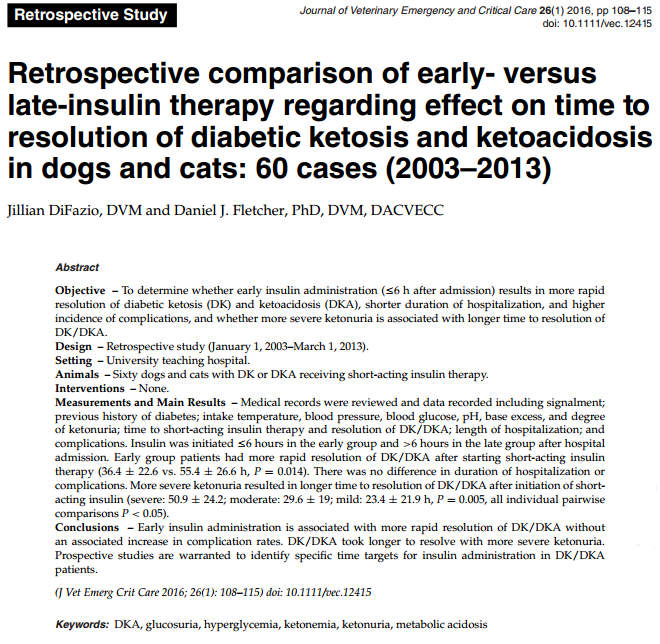 Retrospective Study
Journal of Veterinary Emergency and Critical Care 26(1) 2016, pp 108–115
doi: 10.1111/vec.12415
Retrospective comparison of early- versus
late-insulin therapy regarding effect on time to
resolution of diabetic ketosis and ketoacidosis
in dogs and cats: 60 cases (2003–2013)
Jillian DiFazio, DVM and Daniel J. Fletcher, PhD, DVM, DACVECC
Abstract
Objective – To determine whether early insulin administration (≤6 h after admission) results in more rapid
resolution of diabetic ketosis (DK) and ketoacidosis (DKA), shorter duration of hospitalization, and higher
incidence of complications, and whether more severe ketonuria is associated with longer time to resolution of
DK/DKA.
Design – Retrospective study (January 1, 2003–March 1, 2013).
Setting – University teaching hospital.
Animals – Sixty dogs and cats with DK or DKA receiving short-acting insulin therapy.
Interventions – None.
Measurements and Main Results – Medical records were reviewed and data recorded including signalment;
previous history of diabetes; intake temperature, blood pressure, blood glucose, pH, base excess, and degree
of ketonuria; time to short-acting insulin therapy and resolution of DK/DKA; length of hospitalization; and
complications. Insulin was initiated ≤6 hours in the early group and >6 hours in the late group after hospital
admission. Early group patients had more rapid resolution of DK/DKA after starting short-acting insulin
therapy (36.4 ± 22.6 vs. 55.4 ± 26.6 h, P = 0.014). There was no difference in duration of hospitalization or
complications. More severe ketonuria resulted in longer time to resolution of DK/DKA after initiation of short-
acting insulin (severe: 50.9 ± 24.2; moderate: 29.6 ± 19; mild: 23.4 ± 21.9 h, P = 0.005, all individual pairwise
comparisons P < 0.05).
Conclusions – Early insulin administration is associated with more rapid resolution of DK/DKA without
an associated increase in complication rates. DK/DKA took longer to resolve with more severe ketonuria.
Prospective studies are warranted to identify specific time targets for insulin administration in DK/DKA
patients.
(J Vet Emerg Crit Care 2016; 26(1): 108–115) doi: 10.1111/vec.12415
Keywords: DKA, glucosuria, hyperglycemia, ketonemia, ketonuria, metabolic acidosis